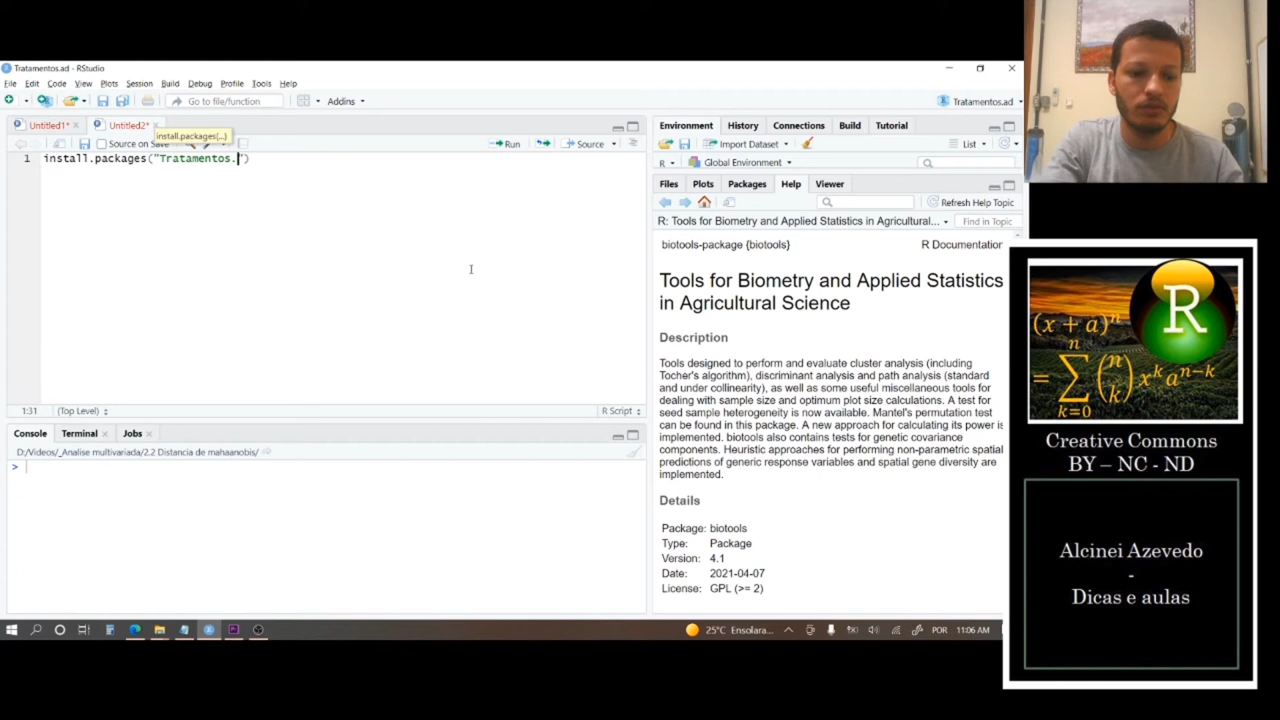 Tratamentos.ad - RStudio
File Edit Code View Plots Session Build Debug Profile Tools Help
Go to file/function Addins Tratamentos.ad
Untitled1* Untitled2*
install.packages(...)
Source on Save Run Source
1 install.packages("Tratamentos.")
1:31 (Top Level) R Script
Console Terminal Jobs
D:/Videos/_Analise multivariada/2.2 Distancia de mahaanobis/
>
Environment History Connections Build Tutorial
Import Dataset List
R Global Environment
Files Plots Packages Help Viewer
Refresh Help Topic
R: Tools for Biometry and Applied Statistics in Agricultural... Find in Topic
biotools-package {biotools} R Documentation
Tools for Biometry and Applied Statistics
in Agricultural Science
Description
Tools designed to perform and evaluate cluster analysis (including
Tocher's algorithm), discriminant analysis and path analysis (standard
and under collinearity), as well as some useful miscellaneous tools for
dealing with sample size and optimum plot size calculations. A test for
seed sample heterogeneity is now available. Mantel's permutation test
can be found in this package. A new approach for calculating its power is
implemented. biotools also contains tests for genetic covariance
components. Heuristic approaches for performing non-parametric spatial
predictions of generic response variables and spatial gene diversity are
implemented.
Details
Package: biotools
Type: Package
Version: 4.1
Date: 2021-04-07
License: GPL (>= 2)
25°C Ensolara... POR 11:06 AM
R
(x + a)^n
= ∑ n k=0 (n k) x^k a^{n-k}
Creative Commons
BY – NC - ND
Alcinei Azevedo
-
Dicas e aulas